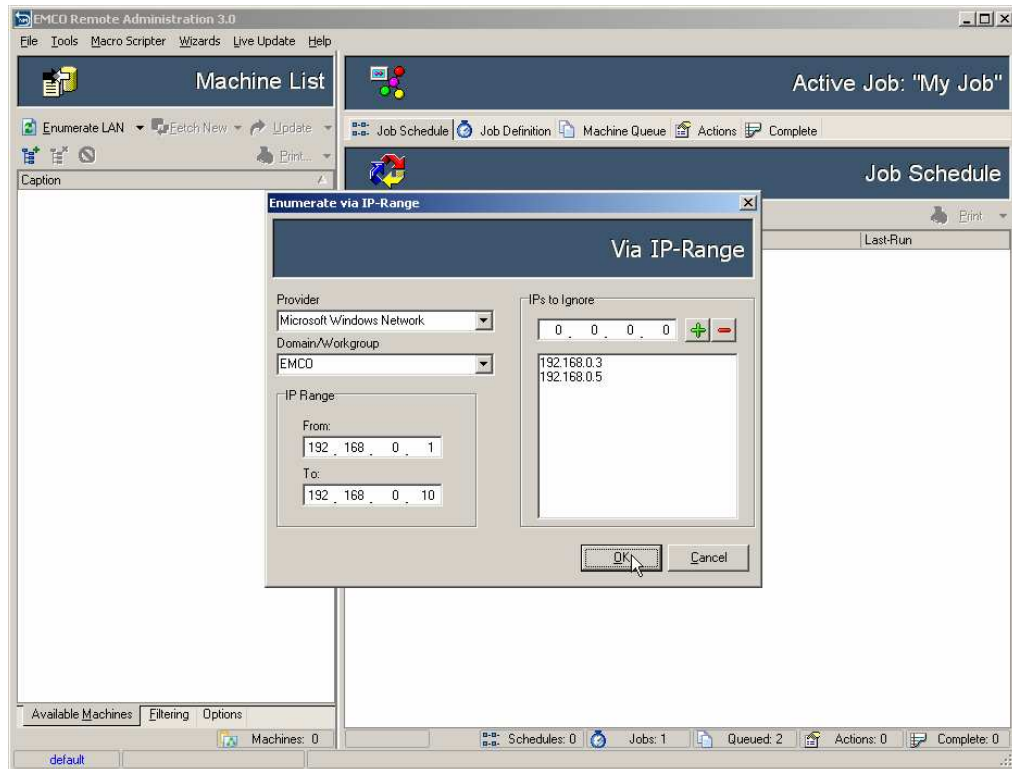 EMCO Remote Administration 3.0
File Tools Macro Scripter Wizards Live Update Help
Machine List
Active Job: "My Job"
Enumerate LAN Fetch New Update
Job Schedule Job Definition Machine Queue Actions Complete
Print...
Job Schedule
Caption
Print
Last-Run
Enumerate via IP-Range
Via IP-Range
Provider
Microsoft Windows Network
Domain/Workgroup
EMCO
IP Range
From:
192 . 168 . 0 . 1
To:
192 . 168 . 0 . 10
IPs to Ignore
0 . 0 . 0 . 0
192.168.0.3
192.168.0.5
OK Cancel
Available Machines Filtering Options
Machines: 0
Schedules: 0 Jobs: 1 Queued: 2 Actions: 0 Complete: 0
default